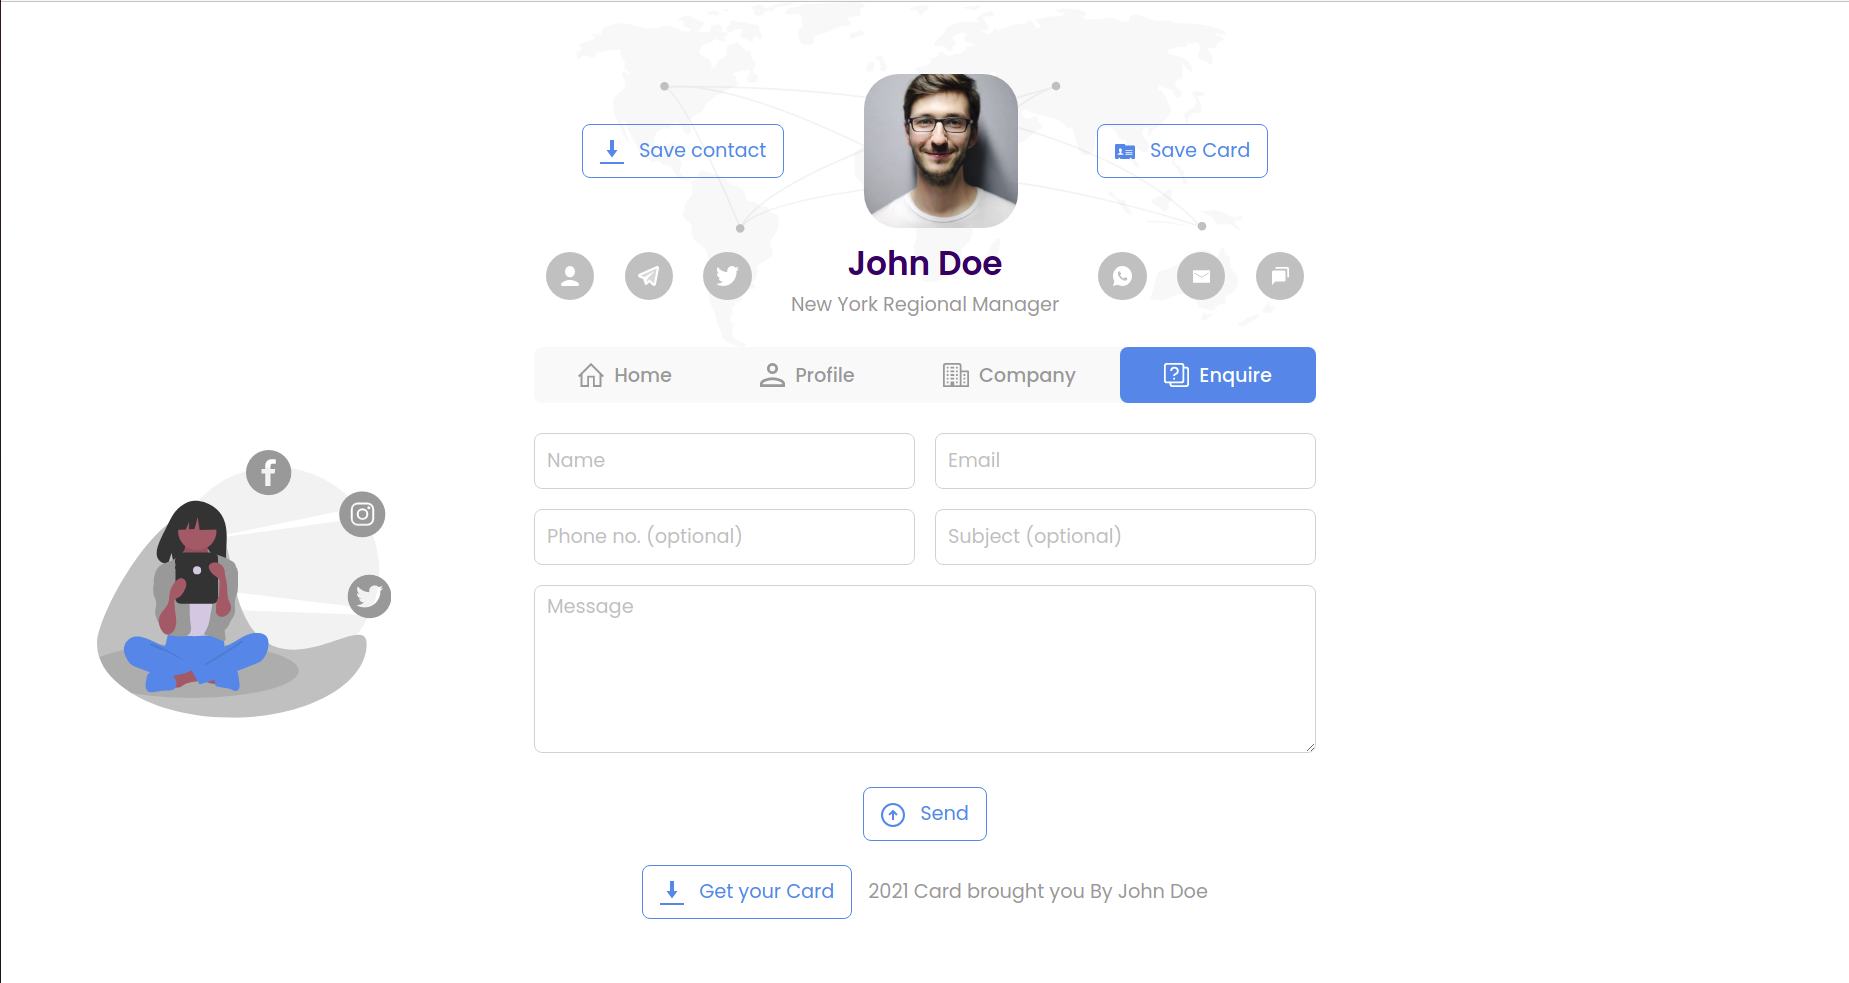 Save contact
Save Card
John Doe
New York Regional Manager
Home
Profile
Company
Enquire
Name
Email
Phone no. (optional)
Subject (optional)
Message
Send
Get your Card
2021 Card brought you By John Doe